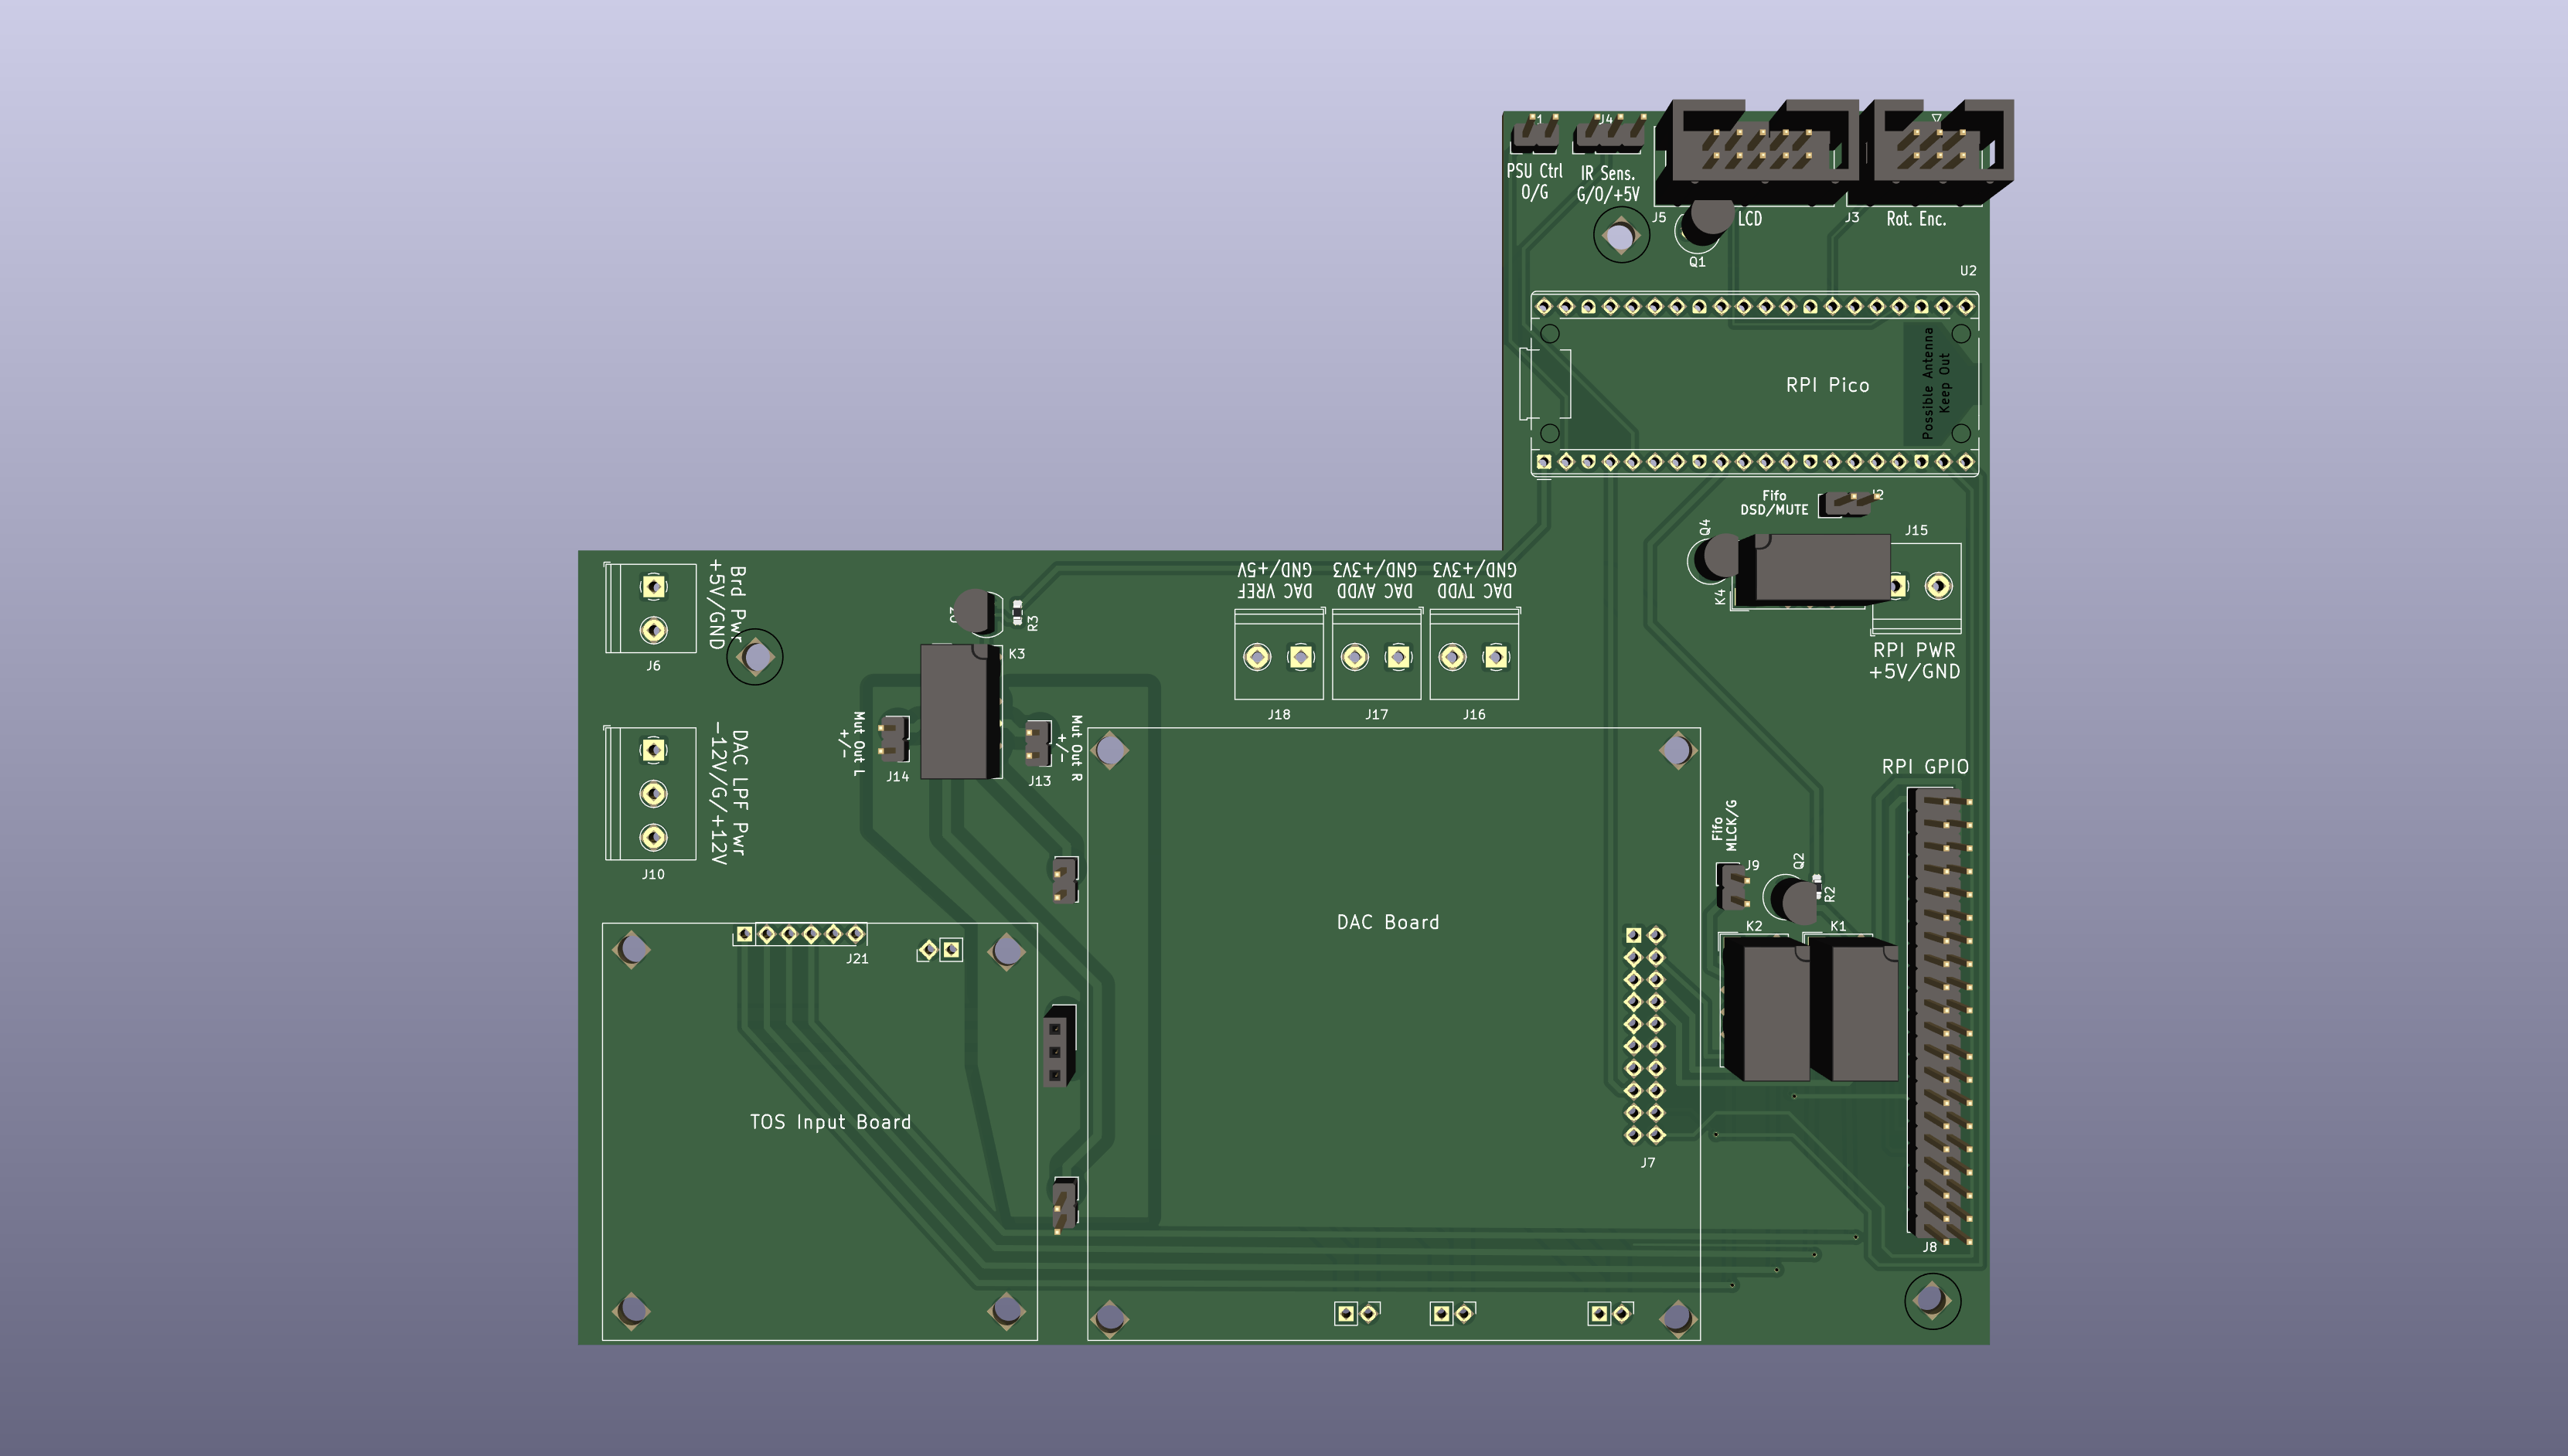 J4
PSU Ctrl
O/G
IR Sens.
G/O/+5V
J5
LCD
J3
Rot. Enc.
Q1
U2
RPI Pico
Possible Antenna
Keep Out
Fifo
DSD/MUTE
J2
Q4
K4
J15
RPI PWR
+5V/GND
Brd Pwr
+5V/GND
J6
R3
K3
DAC VREF
GND/+5V
DAC AVDD
GND/+3V3
DAC TVDD
GND/+3V3
J18
J17
J16
DAC LPF Pwr
-12V/G/+12V
J10
Mut Out L
+/-
J14
Mut Out R
+/-
J13
RPI GPIO
Fifo
MLCK/G
J9
Q2
R2
K2
K1
DAC Board
J21
TOS Input Board
J7
J8